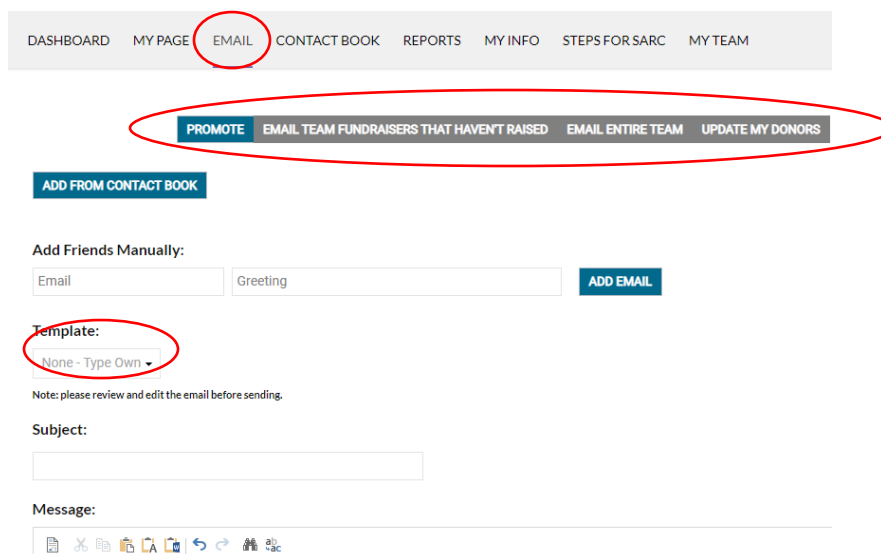 DASHBOARD MY PAGE EMAIL CONTACT BOOK REPORTS MY INFO STEPS FOR SARC MY TEAM
PROMOTE EMAIL TEAM FUNDRAISERS THAT HAVEN'T RAISED EMAIL ENTIRE TEAM UPDATE MY DONORS
ADD FROM CONTACT BOOK
Add Friends Manually:
Email Greeting ADD EMAIL
Template:
None - Type Own
Note: please review and edit the email before sending.
Subject:
Message: